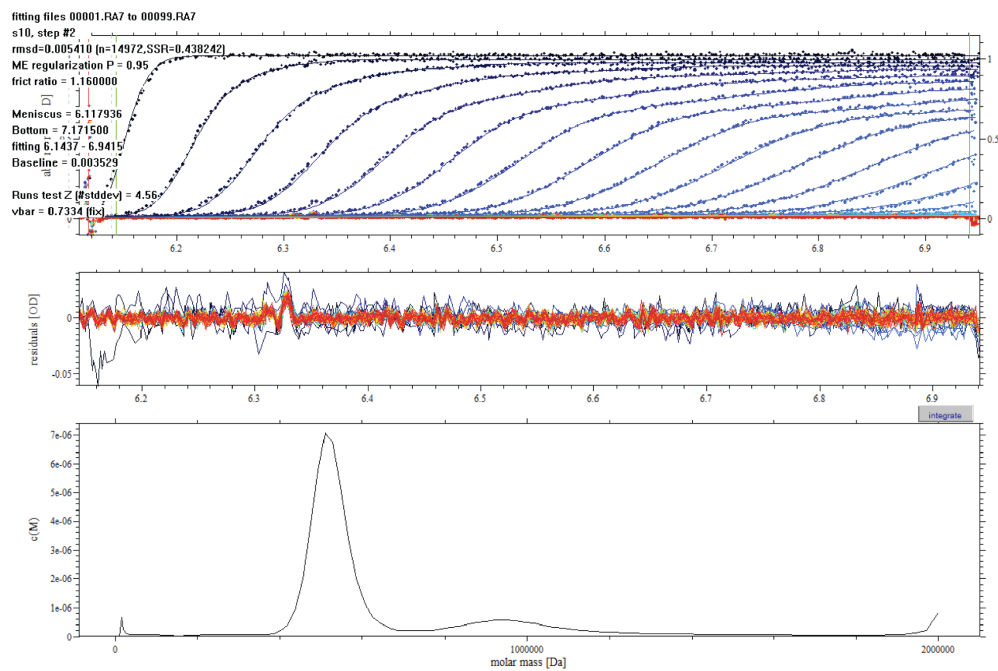 fitting files 00001.RA7 to 00099.RA7
s10, step #2
rmsd=0.005410 (n=14972,SSR=0.438242)
ME regularization P = 0.95
frict ratio = 1.160000
Meniscus = 6.117936
Bottom = 7.171500
fitting 6.1437 - 6.9415
Baseline = 0.003529
Runs test Z (#stddev) = 4.56
vbar = 0.7334 (fix)
1
0.5
0
6.2 6.3 6.4 6.5 6.6 6.7 6.8 6.9
residuals [OD]
0
-0.05
6.2 6.3 6.4 6.5 6.6 6.7 6.8 6.9
integrate
c(M)
7e-06
6e-06
5e-06
4e-06
3e-06
2e-06
1e-06
0
0 1000000 2000000
molar mass [Da]